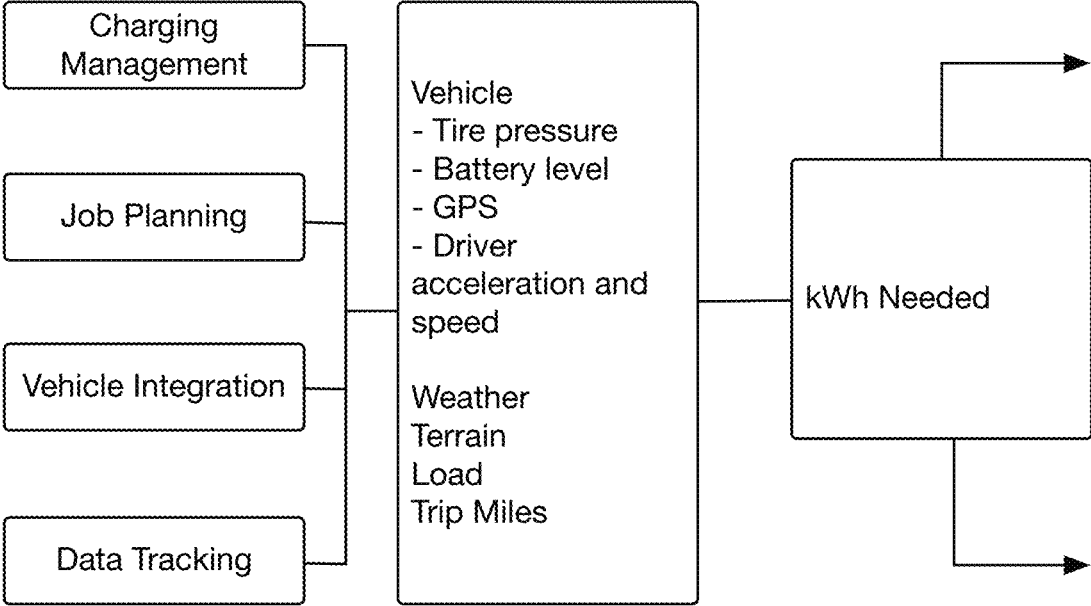 Charging
Management
Job Planning
Vehicle Integration
Data Tracking
Vehicle
- Tire pressure
- Battery level
- GPS
- Driver
acceleration and
speed
Weather
Terrain
Load
Trip Miles
kWh Needed